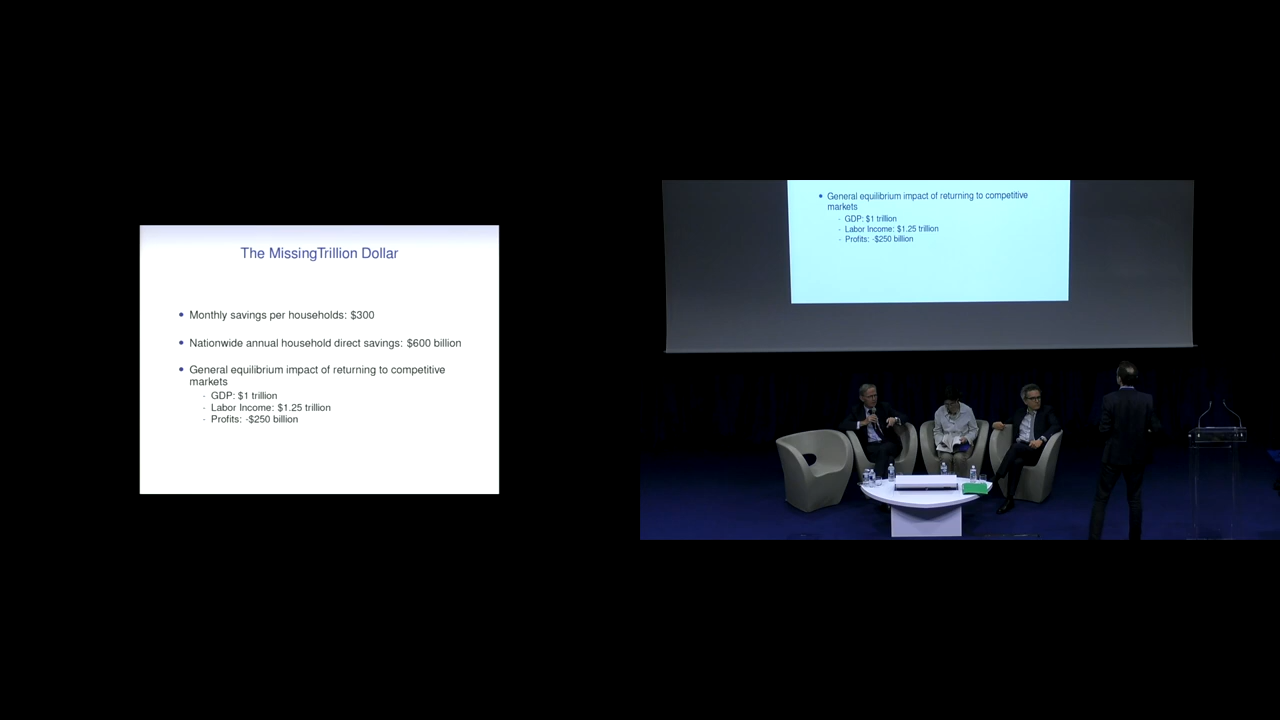 The MissingTrillion Dollar
• Monthly savings per households: $300
• Nationwide annual household direct savings: $600 billion
• General equilibrium impact of returning to competitive
markets
- GDP: $1 trillion
- Labor Income: $1.25 trillion
- Profits: -$250 billion
• General equilibrium impact of returning to competitive
markets
- GDP: $1 trillion
- Labor Income: $1.25 trillion
- Profits: -$250 billion